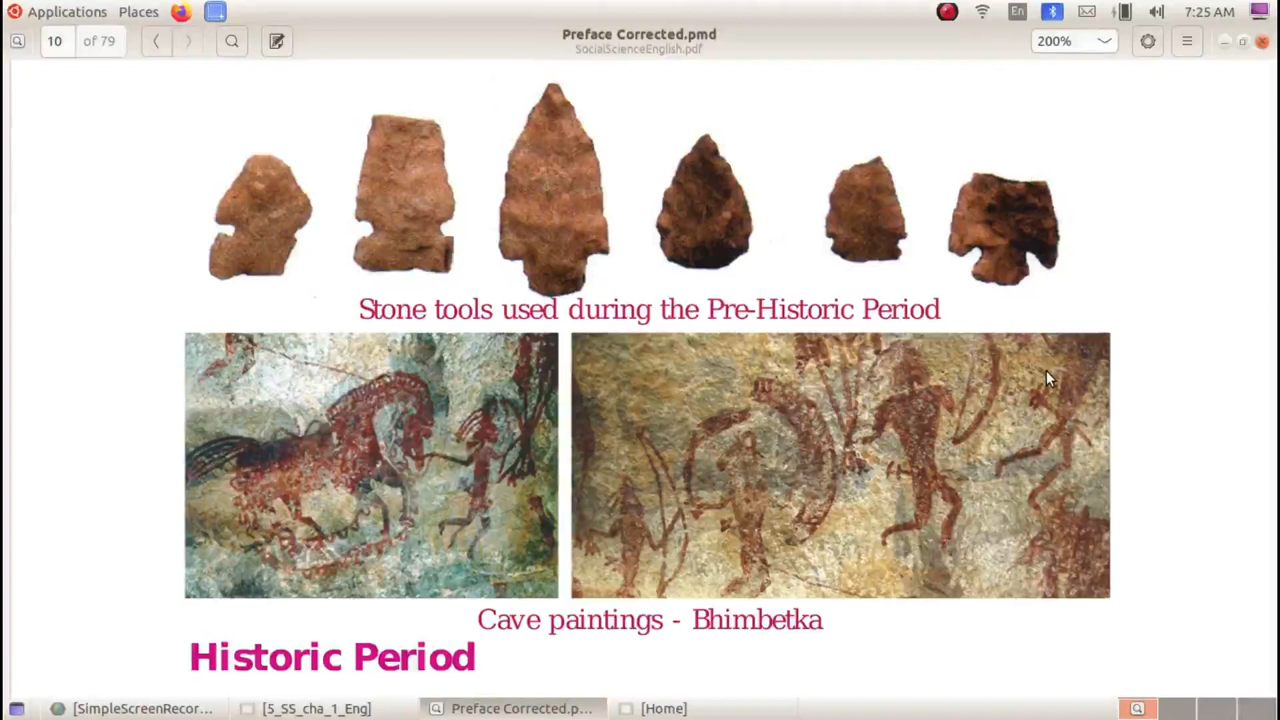 Applications Places En 7:25 AM
10 of 79 Preface Corrected.pmd 200%
SocialScienceEnglish.pdf
Stone tools used during the Pre-Historic Period
Cave paintings - Bhimbetka
Historic Period
[SimpleScreenRecor... [5_SS_cha_1_Eng] Preface Corrected.p... [Home]